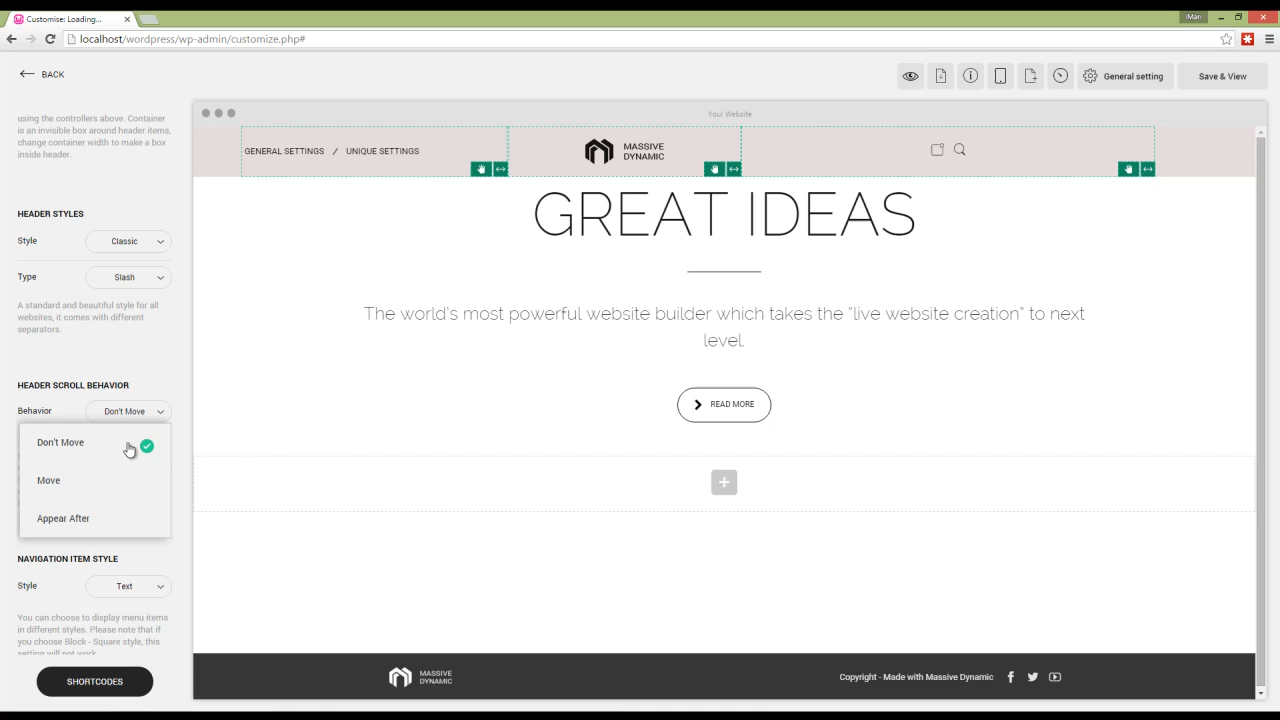 Customise: Loading...
iMan
localhost/wordpress/wp-admin/customize.php#
BACK
General setting
Save & View
using the controllers above. Container
is an invisible box around header items,
change container width to make a box
inside header.
HEADER STYLES
Style
Classic
Type
Slash
A standard and beautiful style for all
websites, it comes with different
separators.
HEADER SCROLL BEHAVIOR
Behavior
Don't Move
Don't Move
Move
Appear After
NAVIGATION ITEM STYLE
Style
Text
You can choose to display menu items
in different styles. Please note that if
you choose Block - Square style, this
setting will not work.
SHORTCODES
Your Website
GENERAL SETTINGS / UNIQUE SETTINGS
MASSIVE
DYNAMIC
GREAT IDEAS
The world's most powerful website builder which takes the "live website creation" to next
level.
READ MORE
MASSIVE
DYNAMIC
Copyright - Made with Massive Dynamic